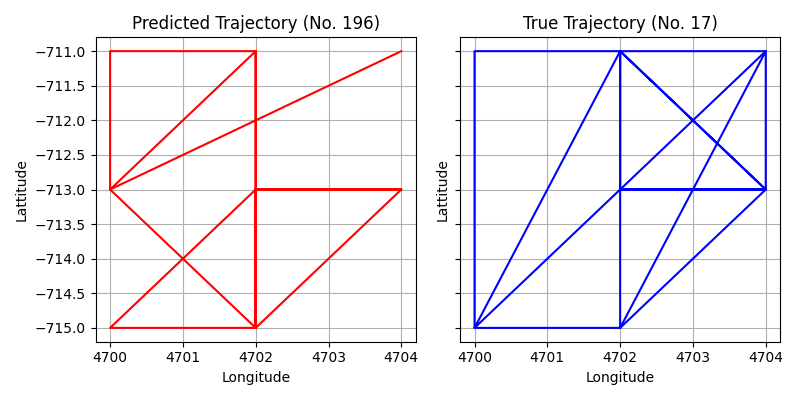 Predicted Trajectory (No. 196)
Lattitude
−711.0
−711.5
−712.0
−712.5
−713.0
−713.5
−714.0
−714.5
−715.0
4700 4701 4702 4703 4704
Longitude
True Trajectory (No. 17)
Lattitude
4700 4701 4702 4703 4704
Longitude